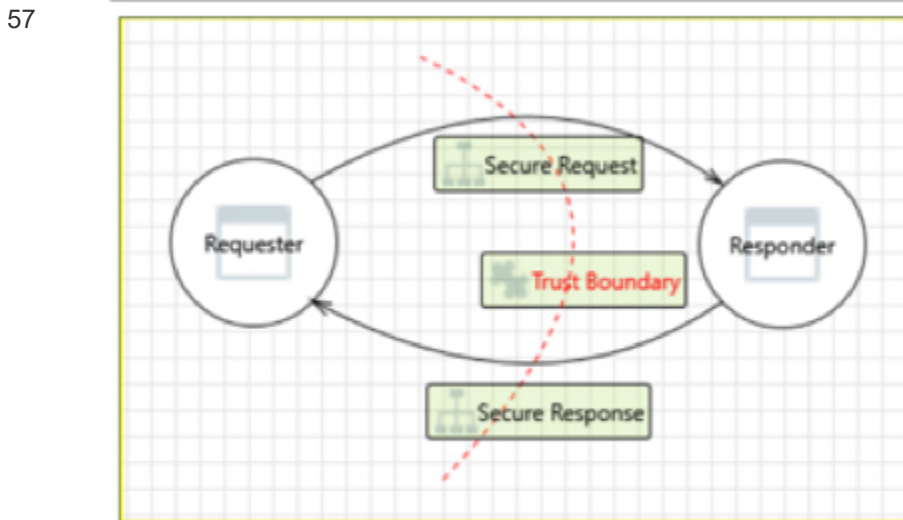 57
Secure Request
Requester
Responder
Trust Boundary
Secure Response